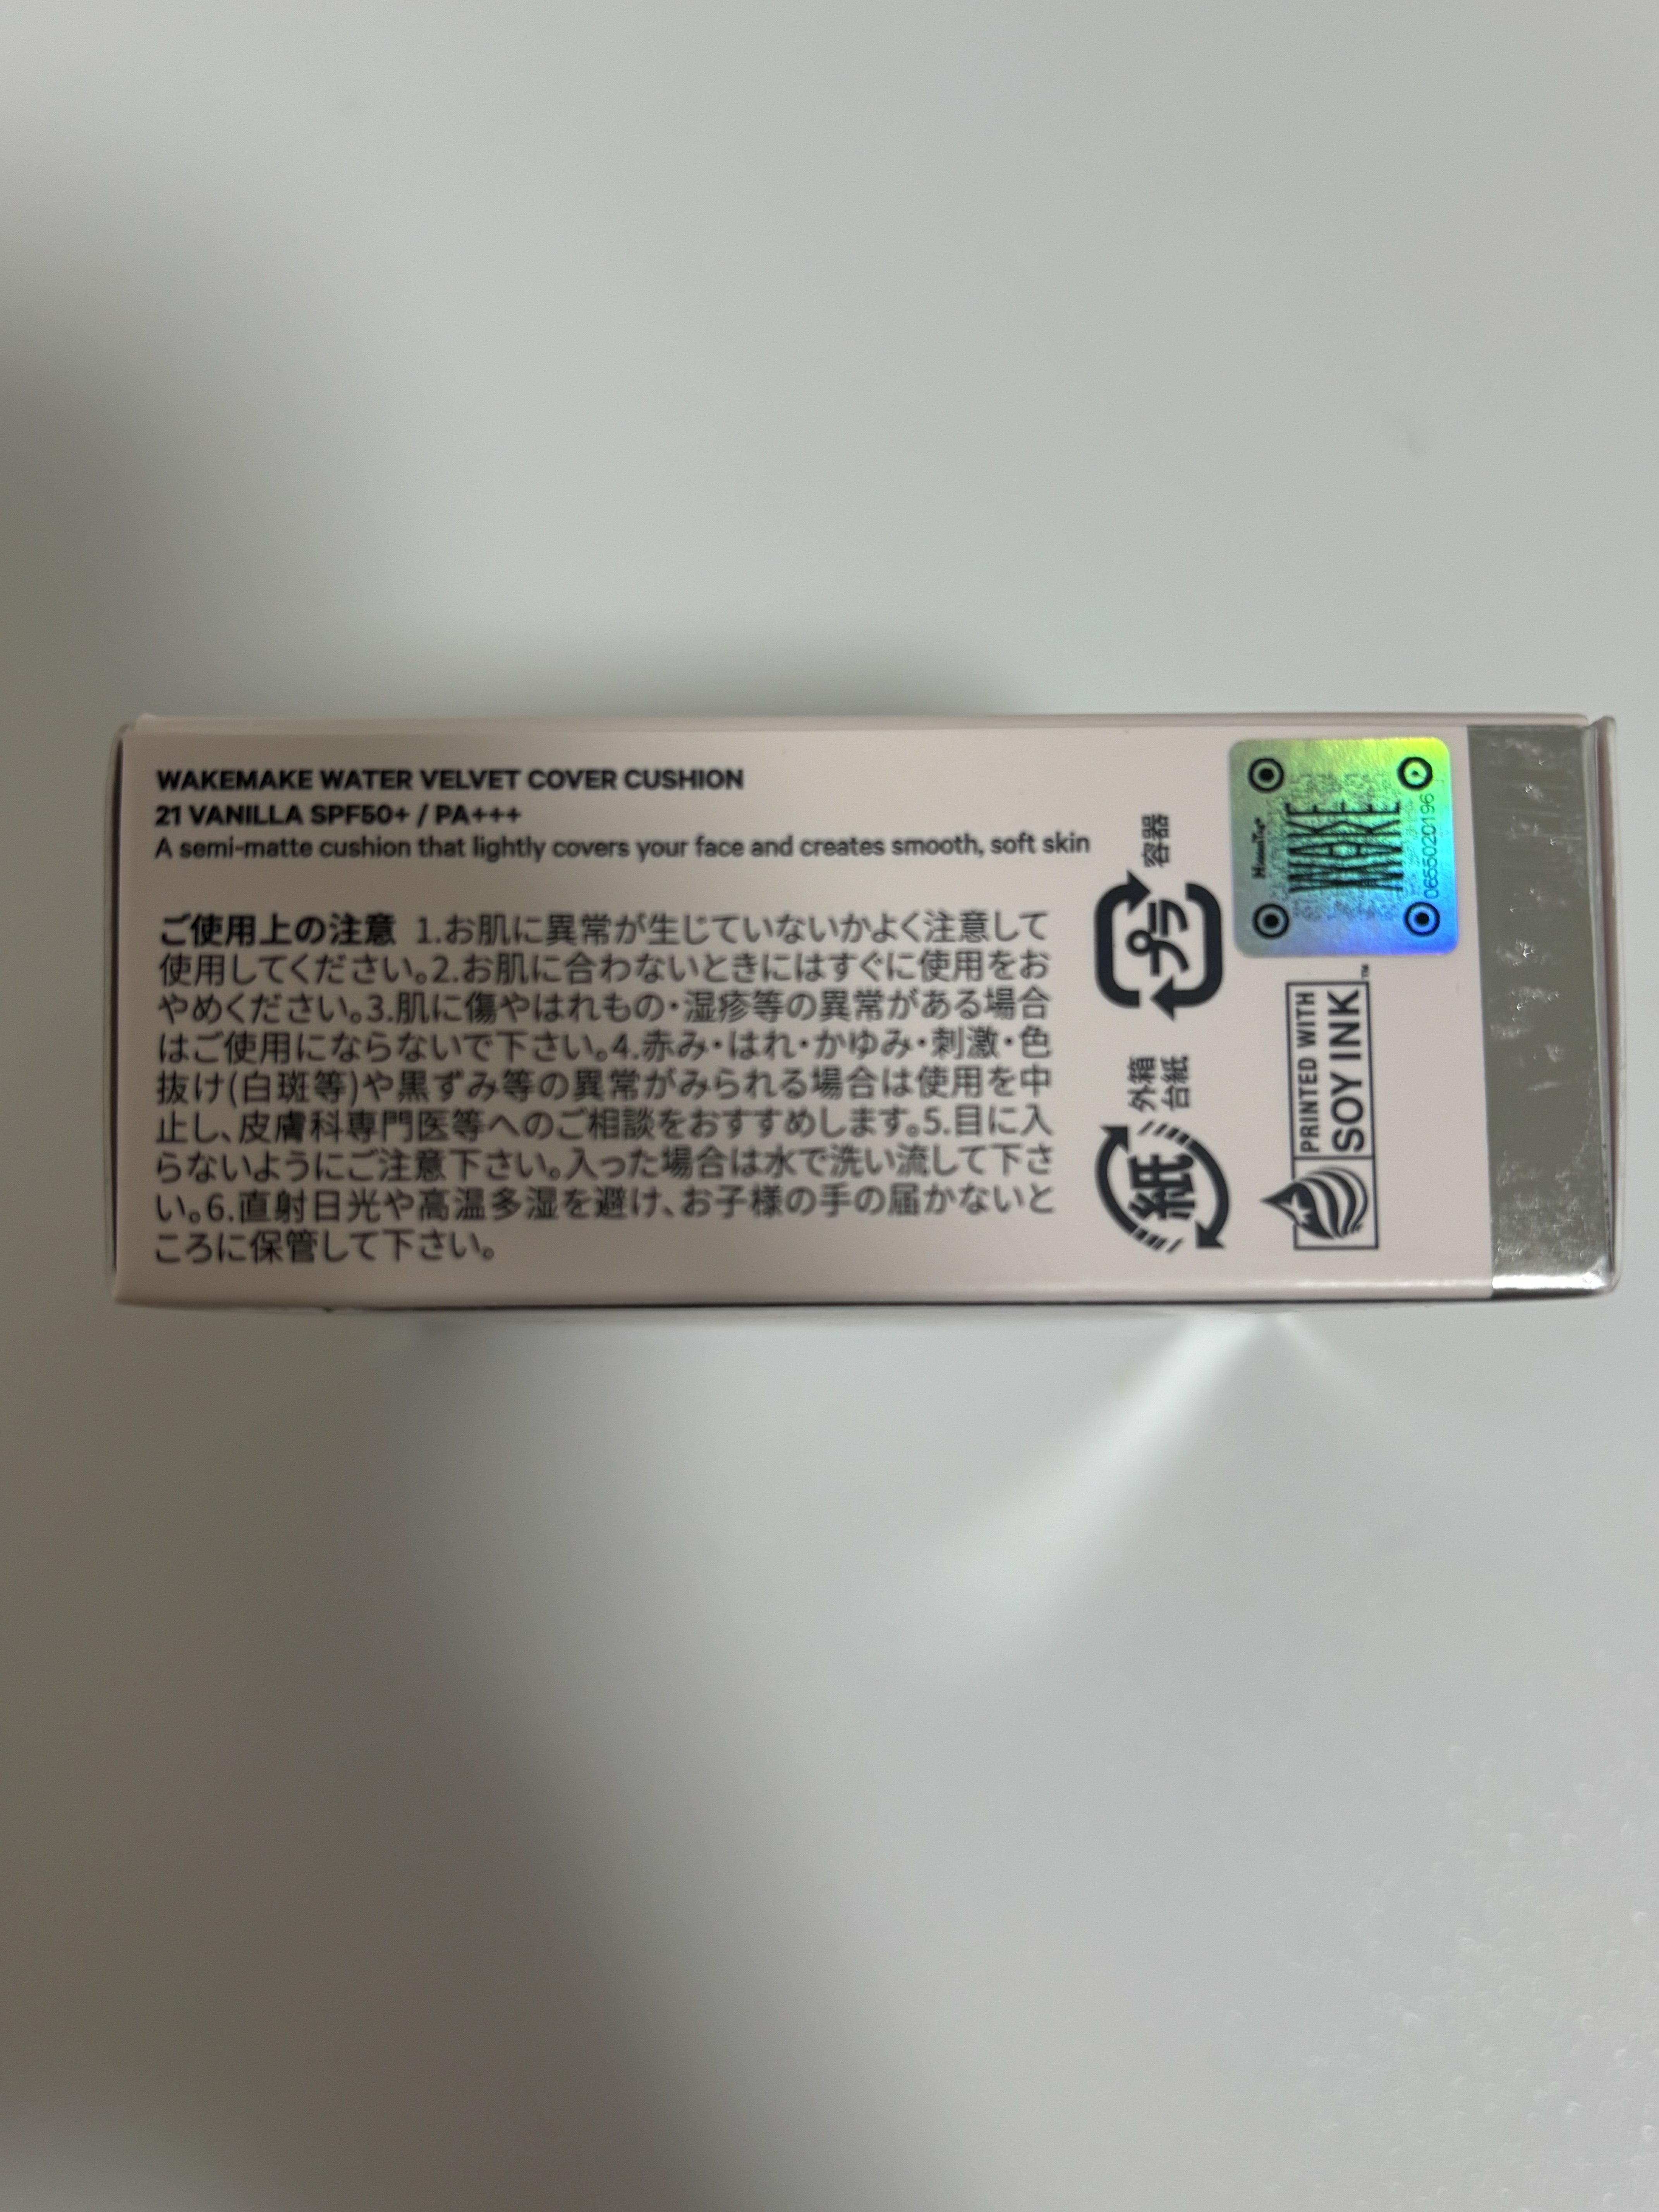 WAKEMAKE WATER VELVET COVER CUSHION
21 VANILLA SPF50+ / PA+++
A semi-matte cushion that lightly covers your face and creates smooth, soft skin
ご使用上の注意 1.お肌に異常が生じていないかよく注意して
使用してください。2.お肌に合わないときにはすぐに使用をお
やめください。3.肌に傷やはれもの・湿疹等の異常がある場合
はご使用にならないで下さい。4.赤み・はれ・かゆみ・刺激・色
抜け(白斑等)や黒ずみ等の異常がみられる場合は使用を中
止し、皮膚科専門医等へのご相談をおすすめします。5.目に入
らないようにご注意下さい。入った場合は水で洗い流して下さ
い。6.直射日光や高温多湿を避け、お子様の手の届かないと
ころに保管して下さい。
容器
プラ
外箱
台紙
紙
HiddenTag
WAKE
MAKE
0655020196
PRINTED WITH
SOY INK™